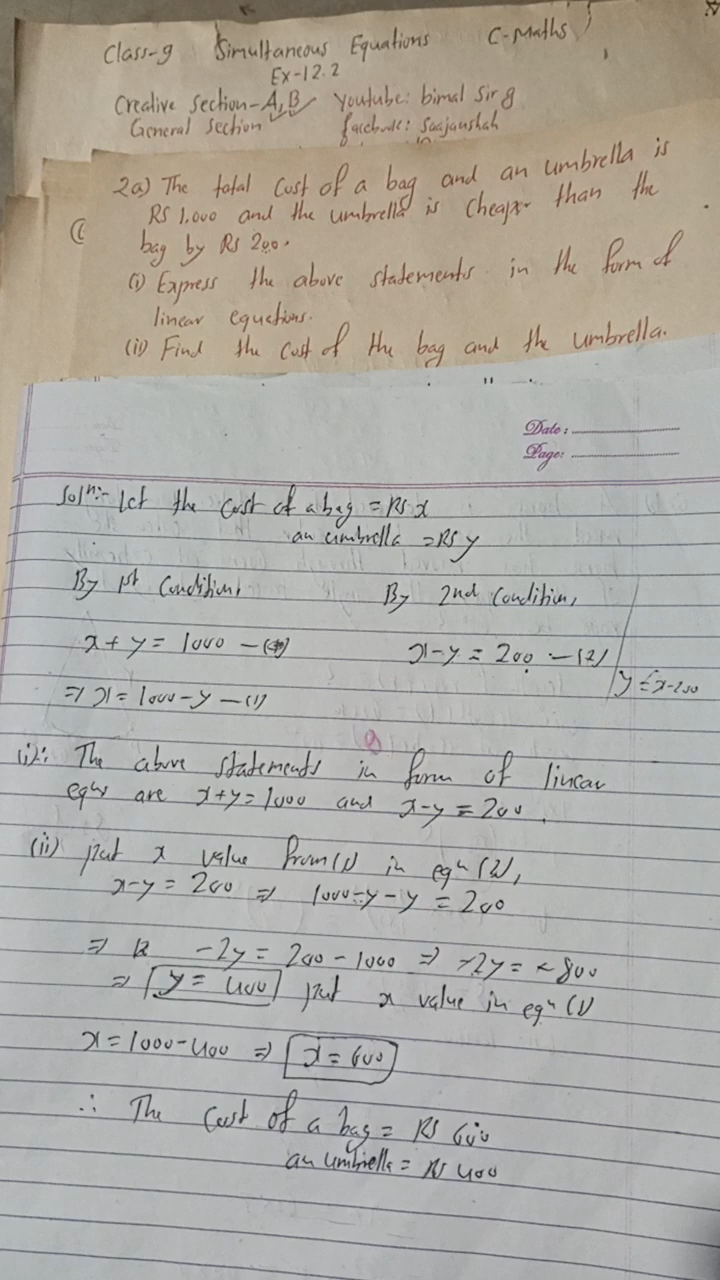 Class-9 Simultaneous Equations C-Maths
Ex-12.2
Creative Section-A,B Youtube: bimal Sir g
General Section facebook: Saajanshah
2a) The total Cost of a bag and an umbrella is
RS 1,000 and the umbrella is Cheaper than the
bag by RS 200.
(i) Express the above statements in the form of
linear equations.
(ii) Find the Cost of the bag and the umbrella.
Date:
Page:
Solⁿ:- Let the Cost of a bag = RS x
an umbrella = RS y
By 1st Condition, By 2nd Condition,
x+y = 1000 x-y = 200 -(2)
y = x-200
⇒ x = 1000-y -(1)
(i): The above statements in form of linear
eqⁿs are x+y=1000 and x-y = 200.
(ii) put x value from(1) in eqⁿ (2),
x-y = 200 ⇒ 1000-y-y = 200
⇒ -2y = 200-1000 ⇒ -2y = -800
⇒ y = 400 put x value in eqⁿ (1)
x = 1000-400 ⇒ x = 600
∴ The Cost of a bag = RS 600
an umbrella = RS 400